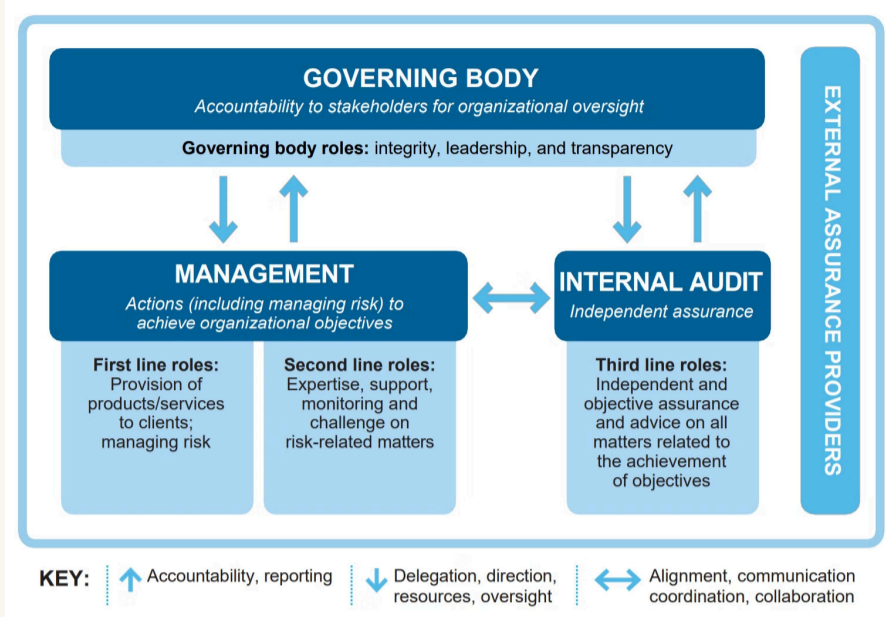 GOVERNING BODY
Accountability to stakeholders for organizational oversight
Governing body roles: integrity, leadership, and transparency
MANAGEMENT
Actions (including managing risk) to
achieve organizational objectives
First line roles:
Provision of
products/services
to clients;
managing risk
Second line roles:
Expertise, support,
monitoring and
challenge on
risk-related matters
INTERNAL AUDIT
Independent assurance
Third line roles:
Independent and
objective assurance
and advice on all
matters related to
the achievement
of objectives
EXTERNAL ASSURANCE PROVIDERS
KEY:
Accountability, reporting
Delegation, direction,
resources, oversight
Alignment, communication
coordination, collaboration